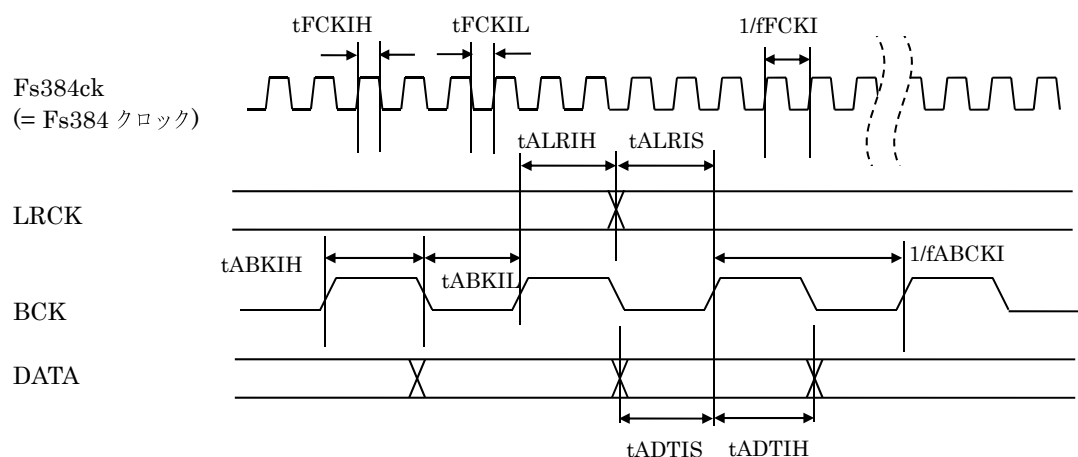 tFCKIH tFCKIL 1/fFCKI
Fs384ck
(= Fs384 クロック)
tALRIH tALRIS
LRCK
tABKIH tABKIL 1/fABCKI
BCK
DATA
tADTIS tADTIH